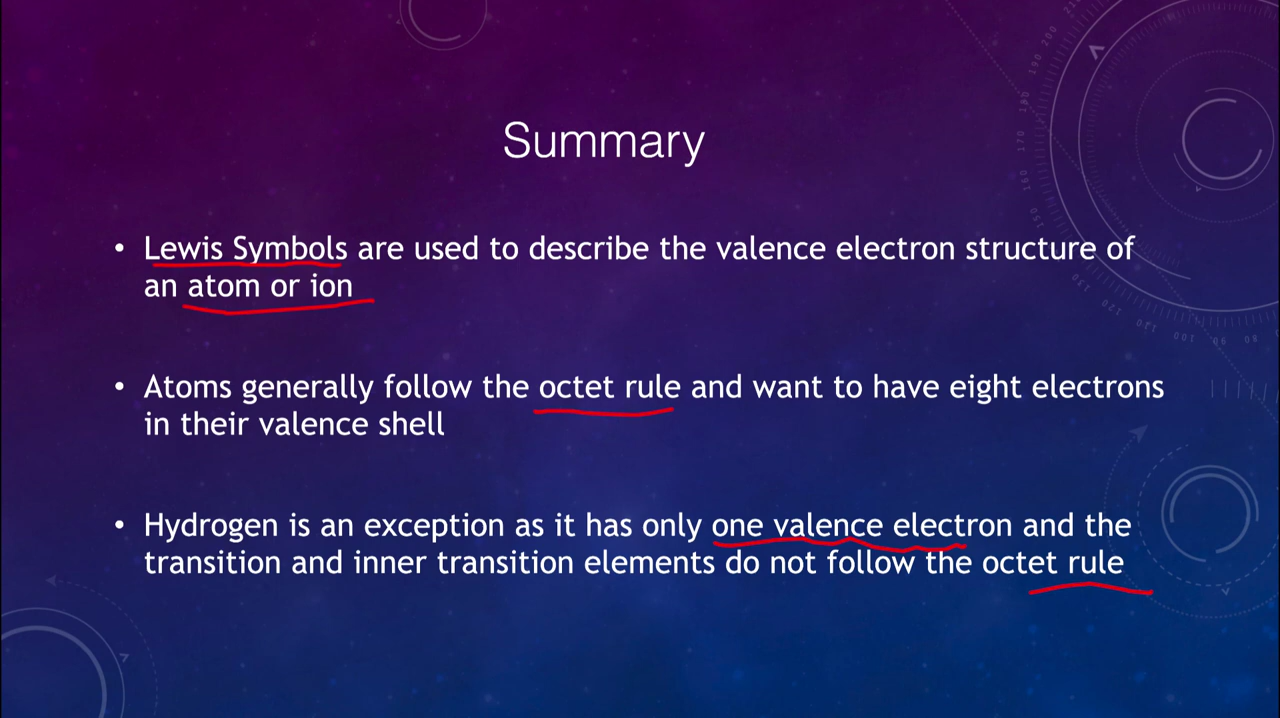 Summary
• Lewis Symbols are used to describe the valence electron structure of
an atom or ion
• Atoms generally follow the octet rule and want to have eight electrons
in their valence shell
• Hydrogen is an exception as it has only one valence electron and the
transition and inner transition elements do not follow the octet rule